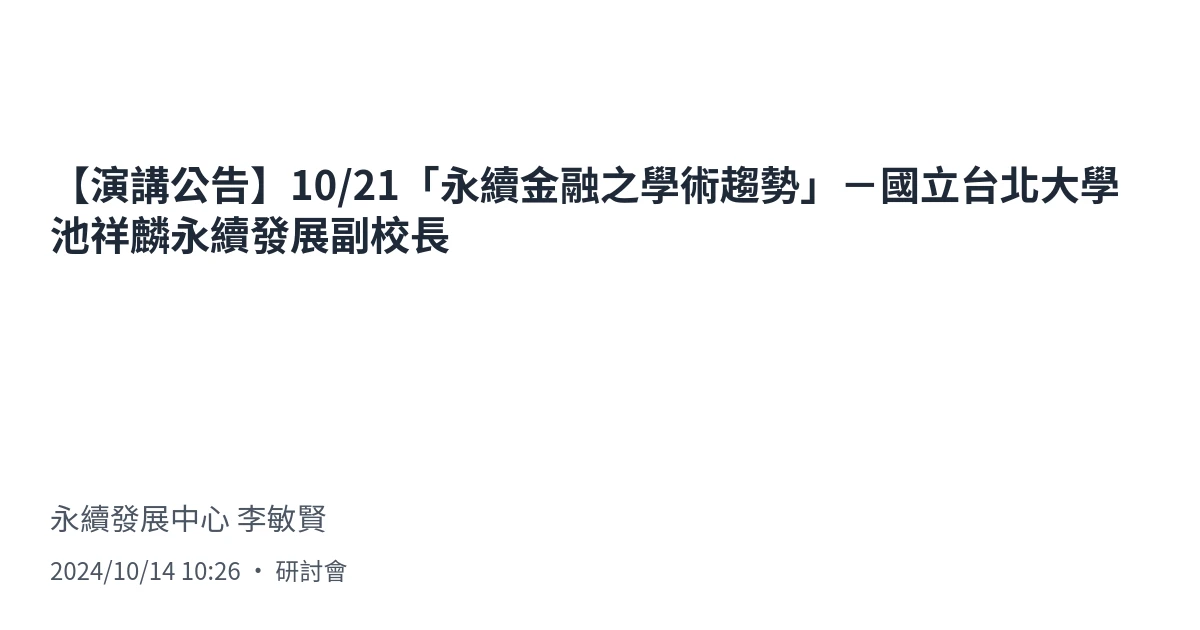 【演講公告】10/21「永續金融之學術趨勢」－國立台北大學
池祥麟永續發展副校長
永續發展中心 李敏賢
2024/10/14 10:26 • 研討會